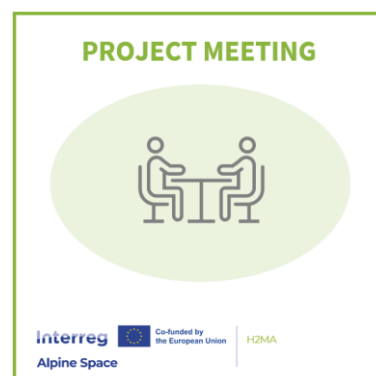 PROJECT MEETING
Interreg
Co-funded by
the European Union
H2MA
Alpine Space